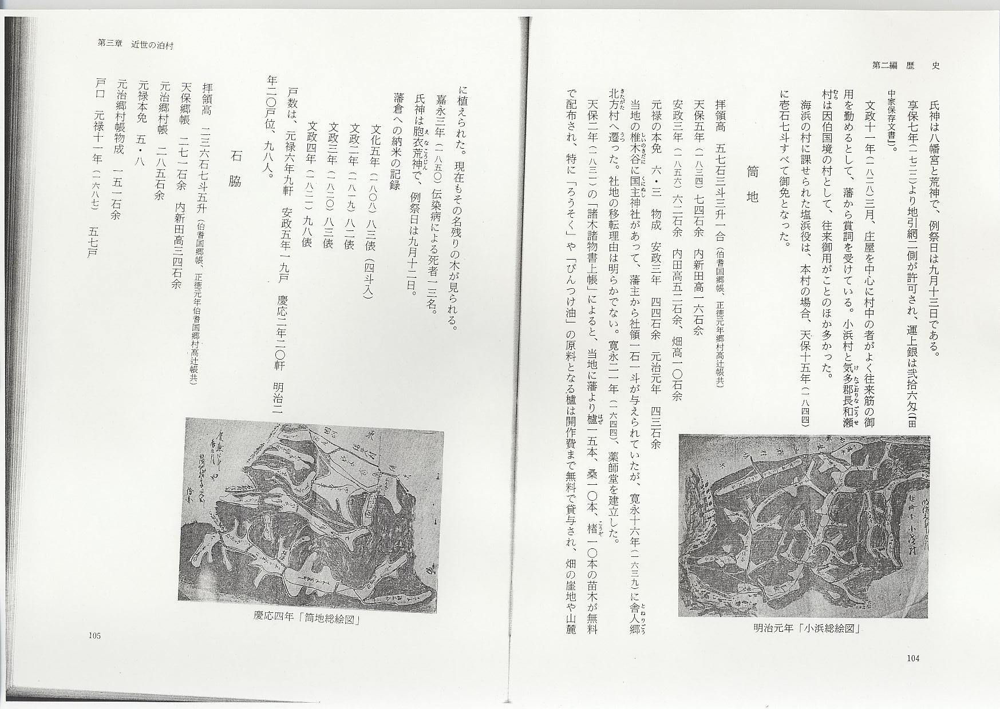 第二編　歴　　史
氏神は八幡宮と荒神で、例祭日は九月十三日である。
享保七年（一七二二）より地引網二側が許可され、運上銀は弐拾六匁（『田
中家保存文書』）。
文政十一年（一八二八）三月、庄屋を中心に村中の者がよく往来筋の御
用を勤めるとして、藩から賞詞を受けている。小浜村と気多郡長和瀬
村は因伯国境の村として、往来御用がことのほか多かった。
海浜の村に課せられた塩浜役は、本村の場合、天保十五年（一八四四）
に壱石七斗すべて御免となった。
筒　地
拝領高　五七石三斗三升一合（伯耆国郷帳、正徳元年郷村高辻帳共）
天保五年（一八三四）七四石余　内新田高一六石余
安政三年（一八五六）六二石余　内田高五二石余、畑高一〇石余
元禄の本免　六・三　物成　安政三年　四四石余　元治元年　四三石余
当地の椎木谷に国主神社があって、藩主から社領一石一斗が与えられていたが、寛永十六年（一六三九）に舎人郷
北方村へ遷った。社地の移転理由は明らかでない。寛永二一年（一六四四）、薬師堂を建立した。
天保二年（一八三一）の「諸木諸物書上帳」によると、当地に藩より櫨一五本、桑一〇本、楮一〇本の苗木が無料
で配布され、特に「ろうそく」や「びんつけ油」の原料となる櫨は開作費まで無料で貸与され、畑の崖地や山麓
明治元年「小浜総絵図」
104
第三章　近世の泊村
に植えられた。現在もその名残りの木が見られる。
嘉永三年（一八五〇）伝染病による死者一三名。
氏神は胞衣荒神で、例祭日は九月十二日。
藩倉への納米の記録
文化五年（一八〇八）八三俵（四斗入）
文政二年（一八一九）八二俵
文政三年（一八二〇）八三俵
文政四年（一八二一）九八俵
戸数は、元禄六年九軒　安政五年一九戸　慶応二年二〇軒　明治二
年二〇戸位、九八人。
石　脇
拝領高　二三六石七斗五升（伯耆国郷帳、正徳元年伯耆国郷村高辻帳共）
天保郷帳　二七一石余　内新田高三四石余
元治郷村帳　二八五石余
元禄本免　五・八
元治郷村帳物成　一五一石余
戸口　元禄十一年（一六八七）　五七戸
慶応四年「筒地総絵図」
105